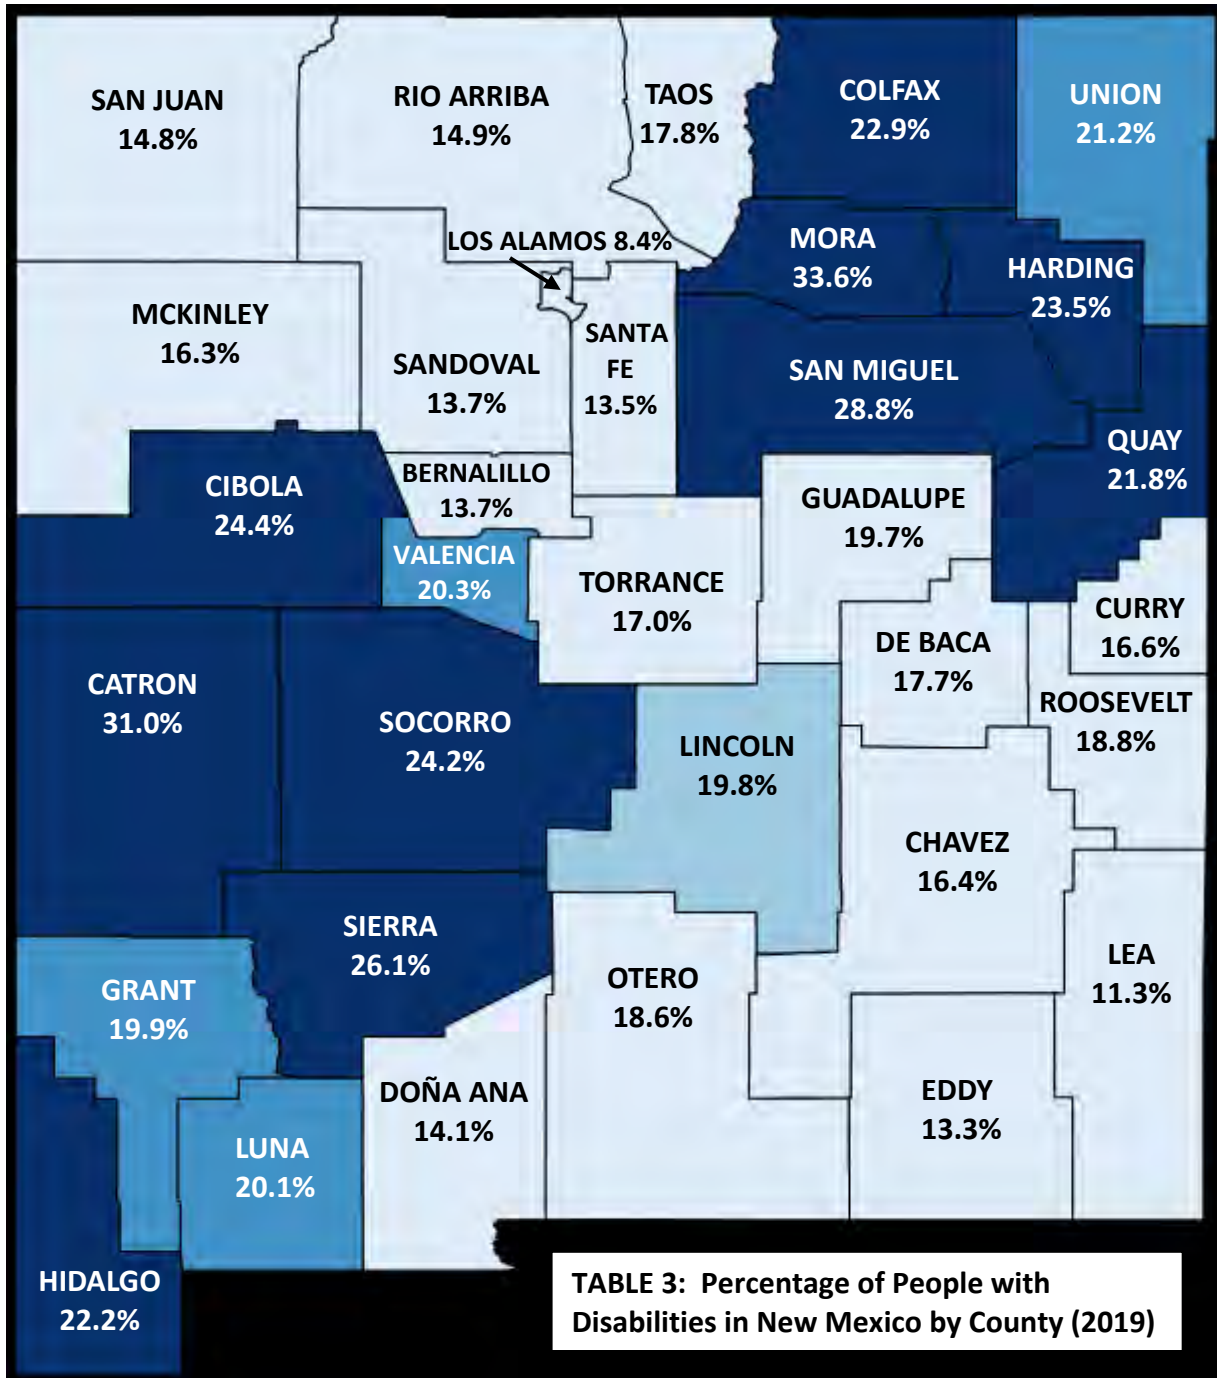 SAN JUAN
14.8%
RIO ARRIBA
14.9%
TAOS
17.8%
COLFAX
22.9%
UNION
21.2%
LOS ALAMOS 8.4%
MORA
33.6%
HARDING
23.5%
MCKINLEY
16.3%
SANDOVAL
13.7%
SANTA
FE
13.5%
SAN MIGUEL
28.8%
QUAY
21.8%
CIBOLA
24.4%
BERNALILLO
13.7%
GUADALUPE
19.7%
VALENCIA
20.3%
TORRANCE
17.0%
CURRY
16.6%
DE BACA
17.7%
CATRON
31.0%
SOCORRO
24.2%
ROOSEVELT
18.8%
LINCOLN
19.8%
CHAVEZ
16.4%
SIERRA
26.1%
LEA
11.3%
GRANT
19.9%
OTERO
18.6%
DOÑA ANA
14.1%
EDDY
13.3%
LUNA
20.1%
HIDALGO
22.2%
TABLE 3:  Percentage of People with
Disabilities in New Mexico by County (2019)